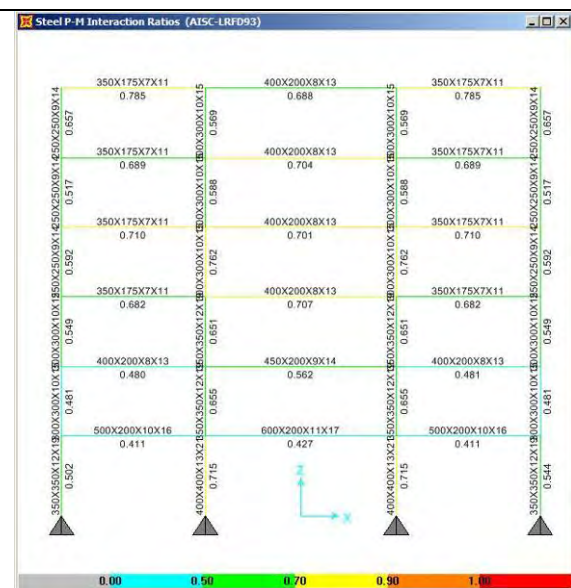 Steel P-M Interaction Ratios (AISC-LRFD93)
350X175X7X11
400X200X8X13
350X175X7X11
0.785
0.688
0.785
250X250X9X14
0.657
0.569
0.569
250X250X9X14
0.657
350X175X7X11
400X200X8X13
350X175X7X11
0.689
0.704
0.689
0.517
0.588
0.588
0.517
350X175X7X11
400X200X8X13
350X175X7X11
0.710
0.701
0.710
0.592
0.762
0.762
0.592
350X175X7X11
400X200X8X13
350X175X7X11
0.682
0.707
0.682
0.549
0.651
0.651
0.549
400X200X8X13
450X200X9X14
400X200X8X13
0.480
0.562
0.481
0.481
0.655
0.655
0.481
500X200X10X16
600X200X11X17
500X200X10X16
0.411
0.427
0.411
350X350X12X19
0.502
400X400X13X21
0.715
400X400X13X21
0.715
350X350X12X19
0.544
Z
X
0.00 0.50 0.70 0.90 1.00